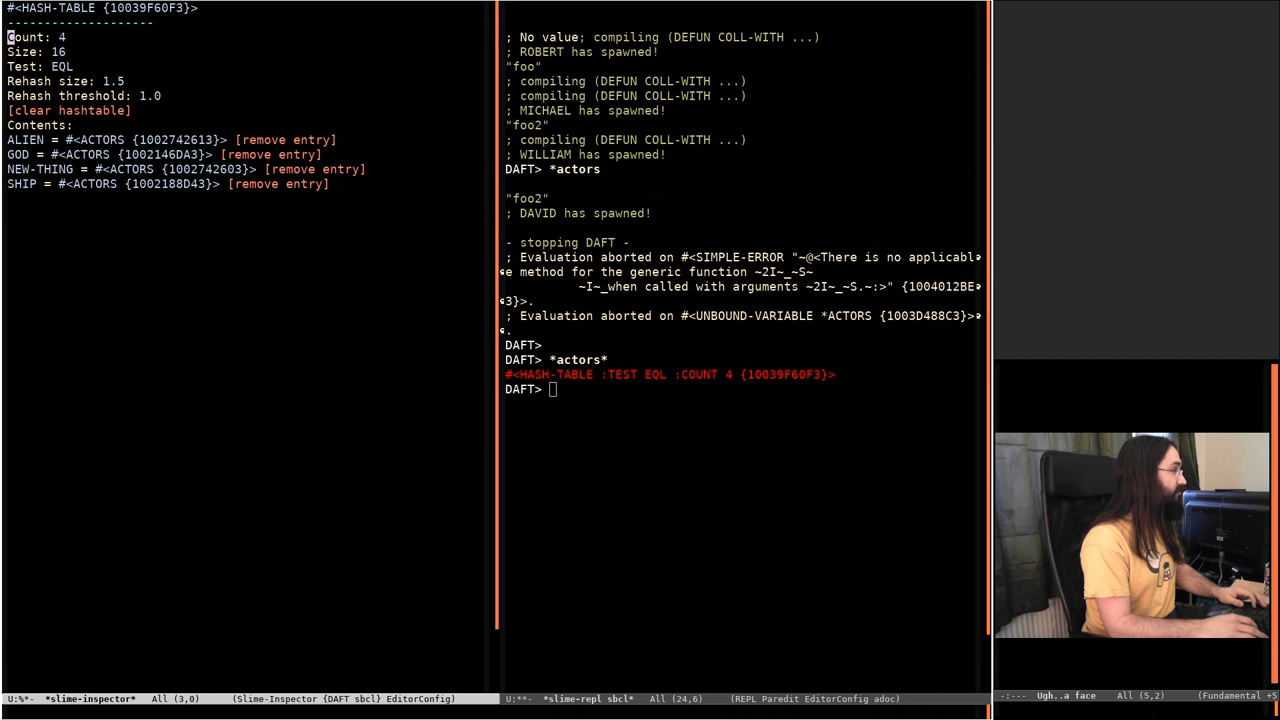 #<HASH-TABLE {10039F60F3}>
--------------------
Count: 4
Size: 16
Test: EQL
Rehash size: 1.5
Rehash threshold: 1.0
[clear hashtable]
Contents:
ALIEN = #<ACTORS {1002742613}> [remove entry]
GOD = #<ACTORS {1002146DA3}> [remove entry]
NEW-THING = #<ACTORS {1002742603}> [remove entry]
SHIP = #<ACTORS {1002188D43}> [remove entry]
U:%*-  *slime-inspector*   All (3,0)     (Slime-Inspector {DAFT sbcl} EditorConfig)
; No value; compiling (DEFUN COLL-WITH ...)
; ROBERT has spawned!
"foo"
; compiling (DEFUN COLL-WITH ...)
; compiling (DEFUN COLL-WITH ...)
; MICHAEL has spawned!
"foo2"
; compiling (DEFUN COLL-WITH ...)
; WILLIAM has spawned!
DAFT> *actors
"foo2"
; DAVID has spawned!
- stopping DAFT -
; Evaluation aborted on #<SIMPLE-ERROR "~@<There is no applicabl
e method for the generic function ~2I~_~S~
~I~_when called with arguments ~2I~_~S.~:>" {1004012BE
3}>.
; Evaluation aborted on #<UNBOUND-VARIABLE *ACTORS {1003D488C3}>
.
DAFT>
DAFT> *actors*
#<HASH-TABLE :TEST EQL :COUNT 4 {10039F60F3}>
DAFT>
U:**-  *slime-repl sbcl*   All (24,6)     (REPL Paredit EditorConfig adoc)
-:---  Ugh..a face   All (5,2)     (Fundamental +5